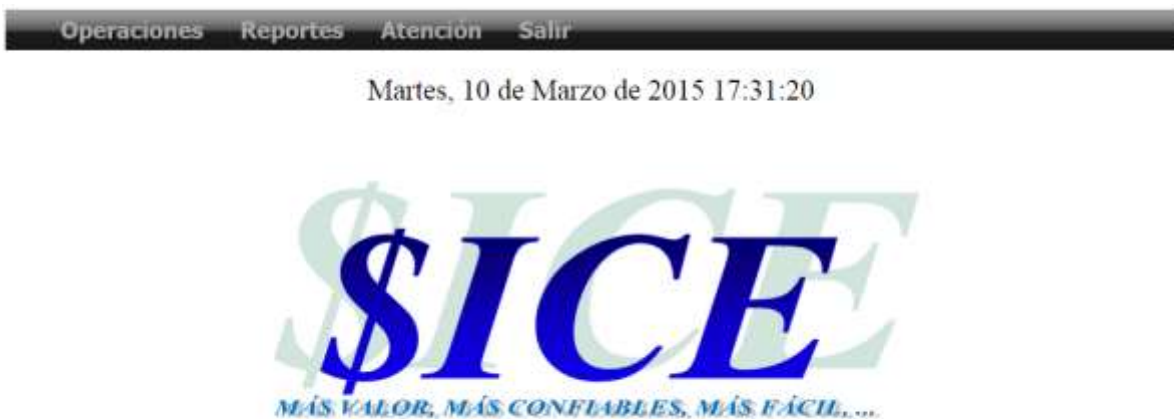 Operaciones Reportes Atención Salir
Martes, 10 de Marzo de 2015 17:31:20
$ICE
MÁS VALOR, MÁS CONFIABLES, MÁS FÁCIL, ...